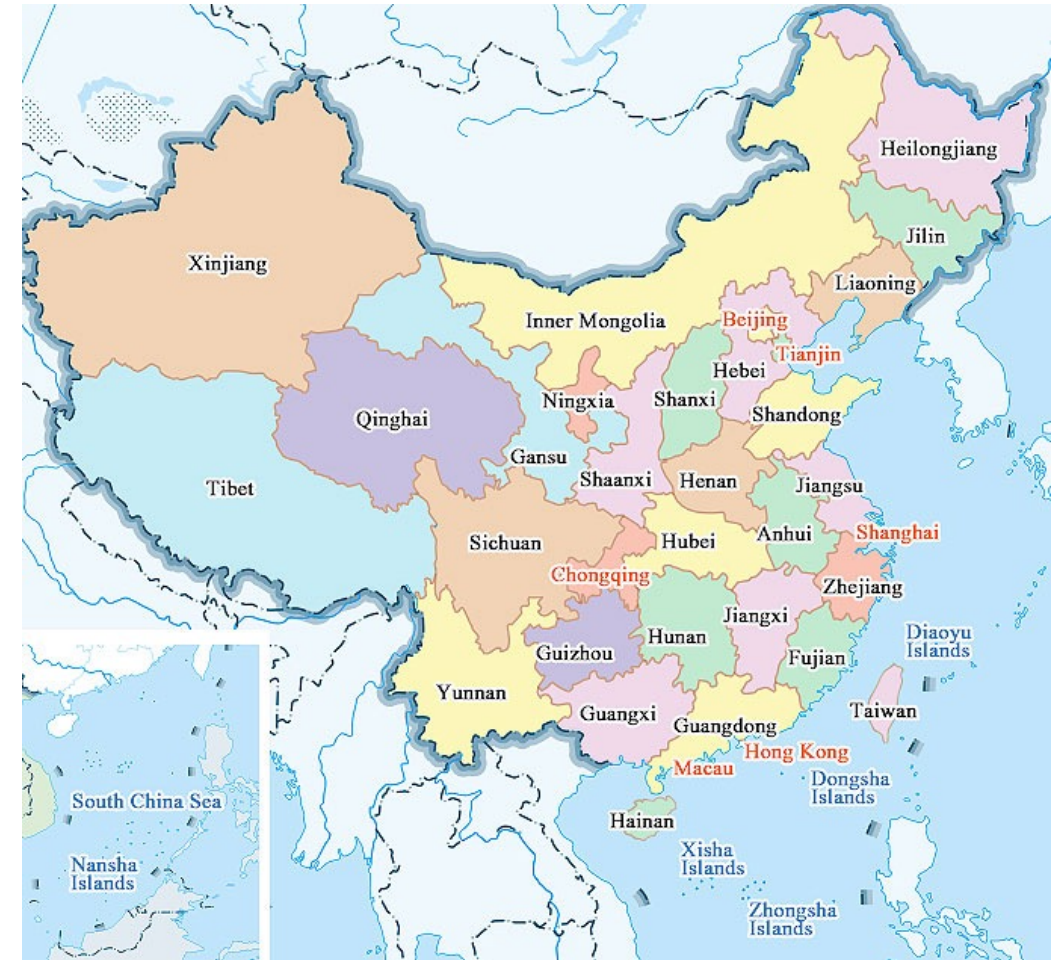 Heilongjiang
Jilin
Xinjiang
Liaoning
Inner Mongolia
Beijing
Tianjin
Hebei
Ningxia
Shanxi
Qinghai
Shandong
Gansu
Tibet
Shaanxi
Henan
Jiangsu
Sichuan
Hubei
Anhui
Shanghai
Chongqing
Zhejiang
Jiangxi
Hunan
Guizhou
Fujian
Diaoyu
Islands
Yunnan
Guangxi
Guangdong
Taiwan
Hong Kong
Macau
Dongsha
Islands
South China Sea
Hainan
Xisha
Islands
Nansha
Islands
Zhongsha
Islands